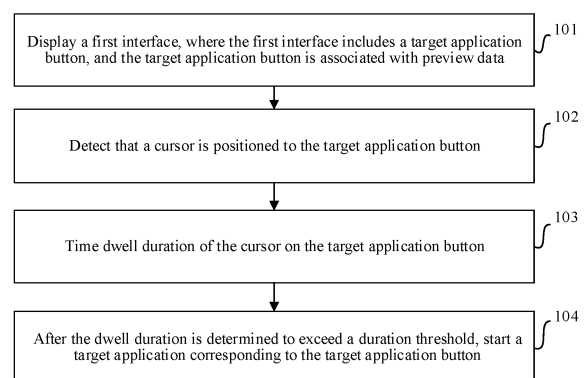 101
Display a first interface, where the first interface includes a target application
button, and the target application button is associated with preview data
102
Detect that a cursor is positioned to the target application button
103
Time dwell duration of the cursor on the target application button
104
After the dwell duration is determined to exceed a duration threshold, start a
target application corresponding to the target application button